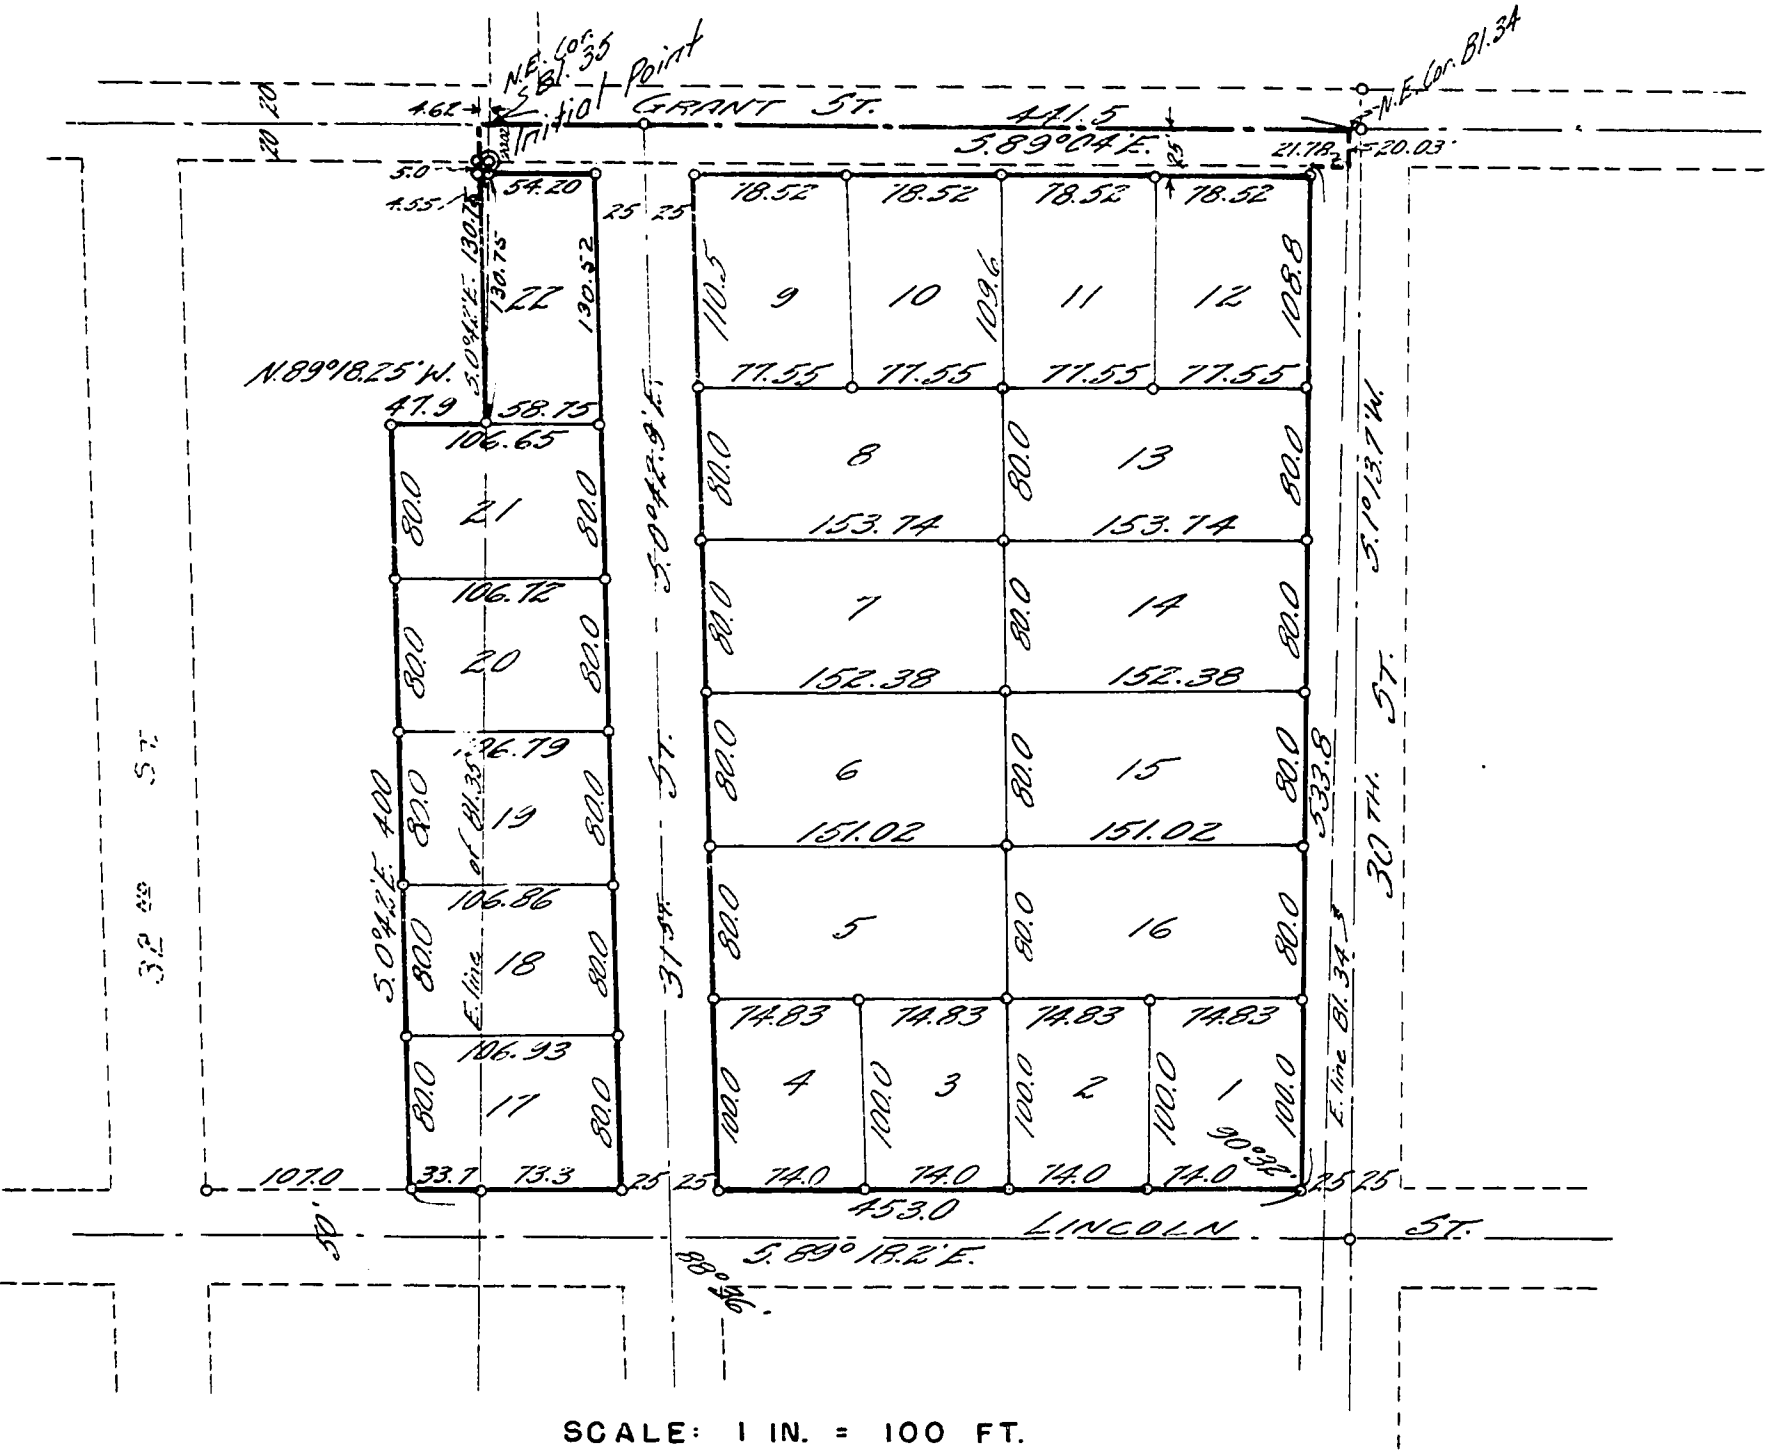 N.E. Cor.
Bl. 35
Initial Point
N.E. Cor. Bl. 34
4.62
GRANT ST.
441.5
20 20
S.89°04'E.
25
21.78
20.03'
5.0
4.55
54.20
25 25
78.52 78.52 78.52 78.52
S.0°42'E. 130.75
130.75
22
130.52
110.5
9
10
109.6
11
12
108.8
N.89°18.25'W.
77.55 77.55 77.55 77.55
47.9 58.75
106.65
80.0 21 80.0
80.0 8 80.0 13 80.0
S.0°42.9'E.
S.1°13.7'W.
153.74 153.74
106.72
80.0 20 80.0
80.0 7 80.0 14 80.0
152.38 152.38
106.79
80.0 19 80.0
80.0 6 80.0 15 80.0
533.8
151.02 151.02
32ND ST
S.0°42'E. 400
E. line of Bl. 35
31ST. ST.
30TH. ST.
E. line Bl. 34
106.86
80.0 18 80.0
80.0 5 80.0 16 80.0
74.83 74.83 74.83 74.83
106.93
80.0 17 80.0
100.0 4 100.0 3 100.0 2 100.0 1 100.0
90°32'
107.0 33.7 73.3 25 25 74.0 74.0 74.0 74.0 25 25
453.0
50'
LINCOLN ST.
S.89°18.2'E.
SCALE: 1 IN. = 100 FT.